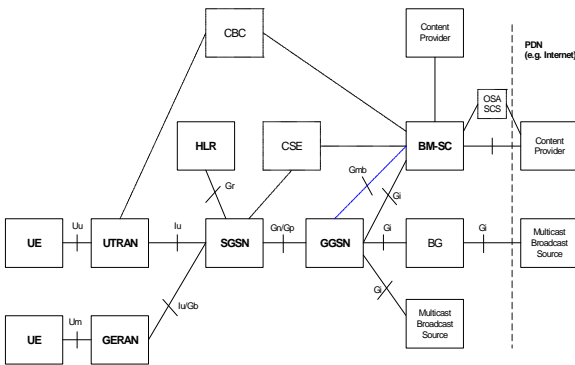 CBC
Content
Provider
PDN
(e.g. Internet)
OSA
SCS
HLR
CSE
BM-SC
Content
Provider
Gmb
Gr
Gi
Uu
Iu
Gn/Gp
Gi
Gi
UE
UTRAN
SGSN
GGSN
BG
Multicast
Broadcast
Source
Iu/Gb
Gi
Um
UE
GERAN
Multicast
Broadcast
Source